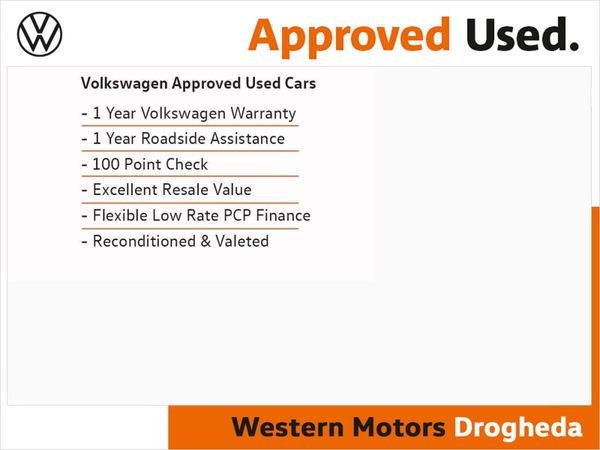 Approved Used.
Volkswagen Approved Used Cars
- 1 Year Volkswagen Warranty
- 1 Year Roadside Assistance
- 100 Point Check
- Excellent Resale Value
- Flexible Low Rate PCP Finance
- Reconditioned & Valeted
Western Motors Drogheda